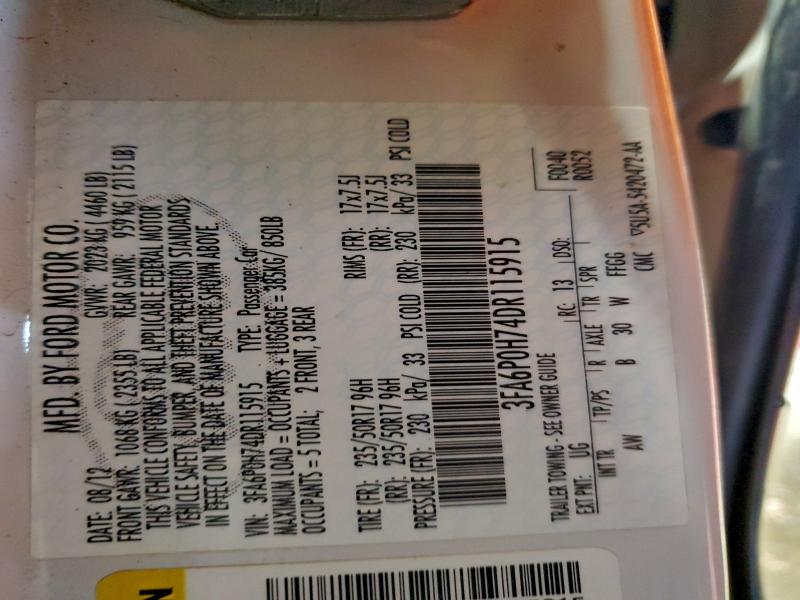 MFD. BY FORD MOTOR CO.
DATE: 08/12 GVWR: 2028 KG (4460 LB)
FRONT GAWR: 1068 KG (2355 LB) REAR GAWR: 959 KG (2115 LB)
THIS VEHICLE CONFORMS TO ALL APPLICABLE FEDERAL MOTOR
VEHICLE SAFETY, BUMPER, AND THEFT PREVENTION STANDARDS
IN EFFECT ON THE DATE OF MANUFACTURE SHOWN ABOVE.
VIN: 3FA6P0H74DR115915 TYPE: Passenger Car
MAXIMUM LOAD = OCCUPANTS + LUGGAGE = 385KG/ 850LB
OCCUPANTS = 5 TOTAL; 2 FRONT, 3 REAR
TIRE (FR): 235/50R17 96H RIMS (FR): 17x7.5J
(RR): 235/50R17 96H (RR): 17x7.5J
PRESSURE (FR): 230 kPa/ 33 PSI COLD (RR): 230 kPa/ 33 PSI COLD
3FA6P0H74DR115915
F0040
R0052
TRAILER TOWING - SEE OWNER GUIDE
EXT PNT: UG RC: 13 DSO:
INT TR TP/PS R AXLE TR SPR
AW B 30 W FFGG
CMC
N